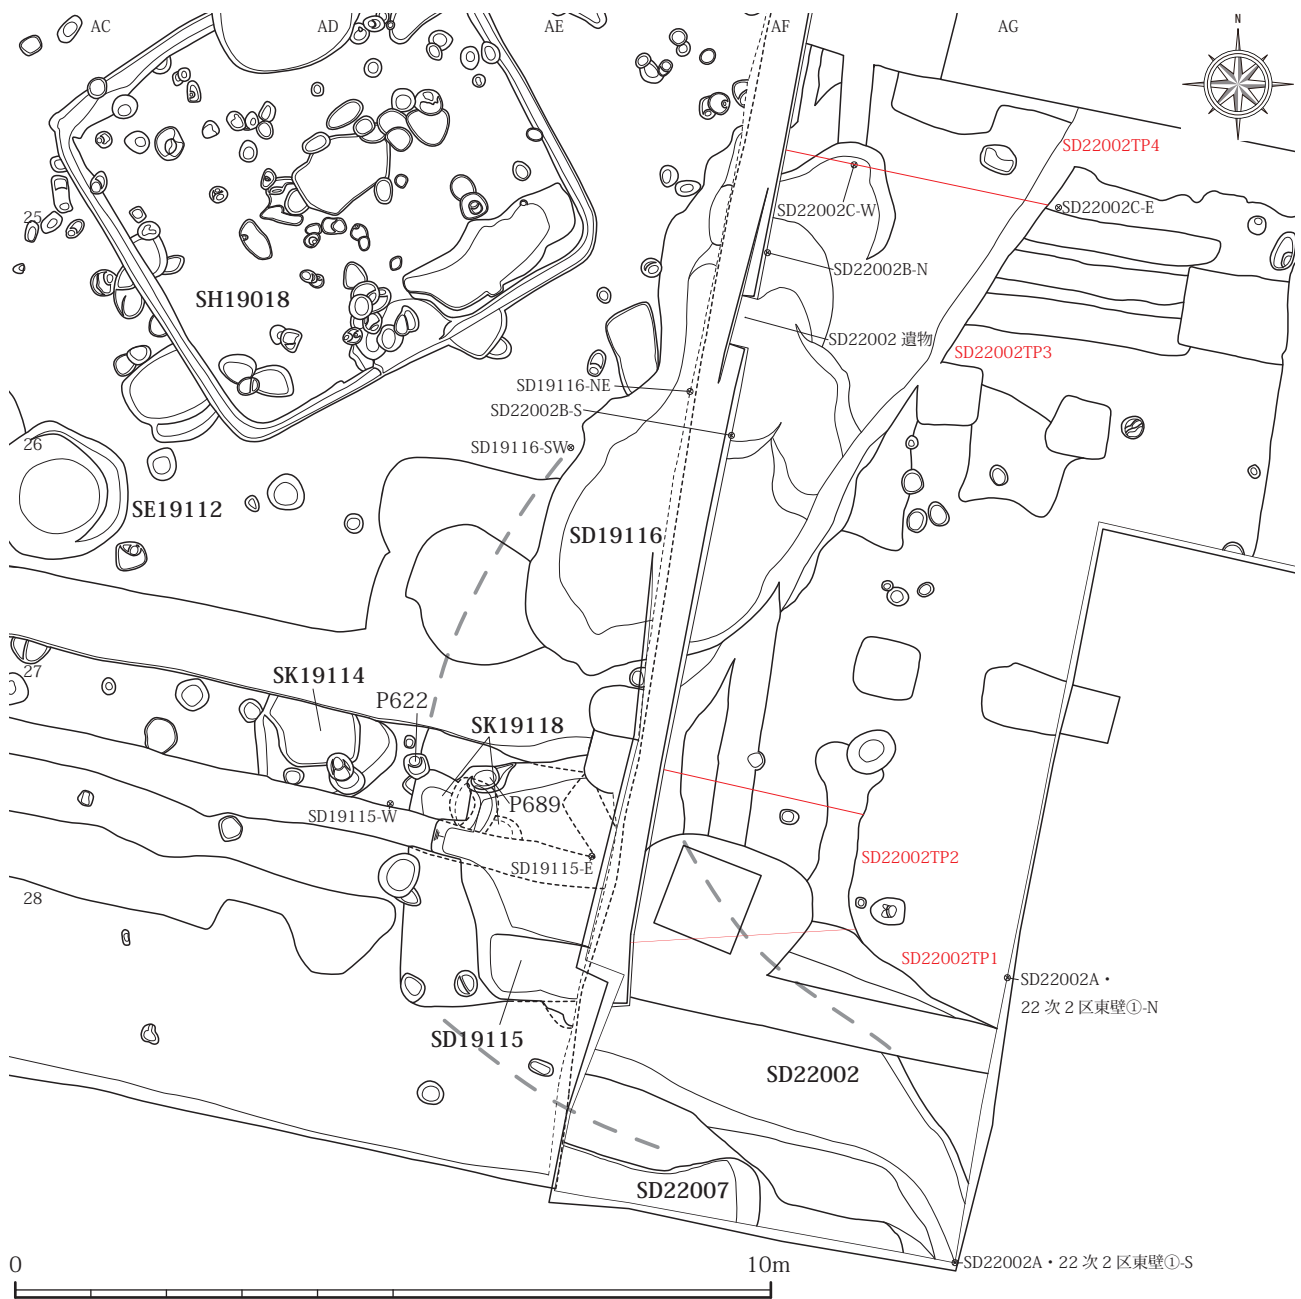 AC
AD
AE
AF
AG
N
SD22002TP4
SD22002C-W
SD22002C-E
25
SD22002B-N
SH19018
SD22002 遺物
SD22002TP3
SD19116-NE
SD22002B-S
SD19116-SW
26
SE19112
SD19116
27
SK19114
P622
SK19118
P689
SD19115-W
SD19115-E
SD22002TP2
28
SD22002TP1
SD22002A・
22 次 2 区東壁①-N
SD19115
SD22002
SD22007
SD22002A・22 次 2 区東壁①-S
0
10m